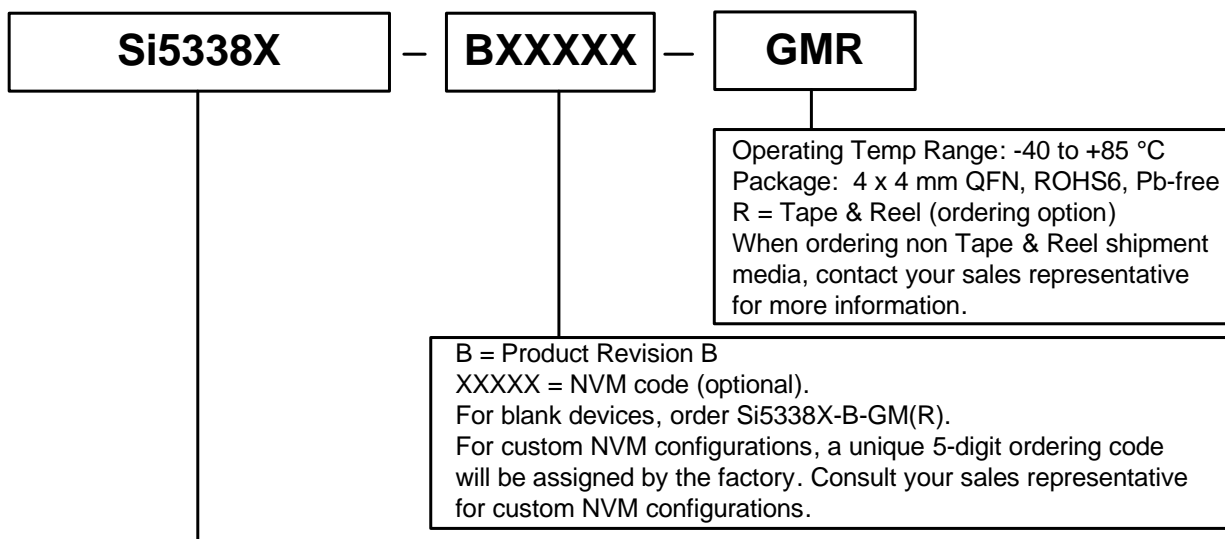 Si5338X – BXXXXX – GMR
Operating Temp Range: -40 to +85 °C
Package:  4 x 4 mm QFN, ROHS6, Pb-free
R = Tape & Reel (ordering option)
When ordering non Tape & Reel shipment
media, contact your sales representative
for more information.
B = Product Revision B
XXXXX = NVM code (optional).
For blank devices, order Si5338X-B-GM(R).
For custom NVM configurations, a unique 5-digit ordering code
will be assigned by the factory. Consult your sales representative
for custom NVM configurations.